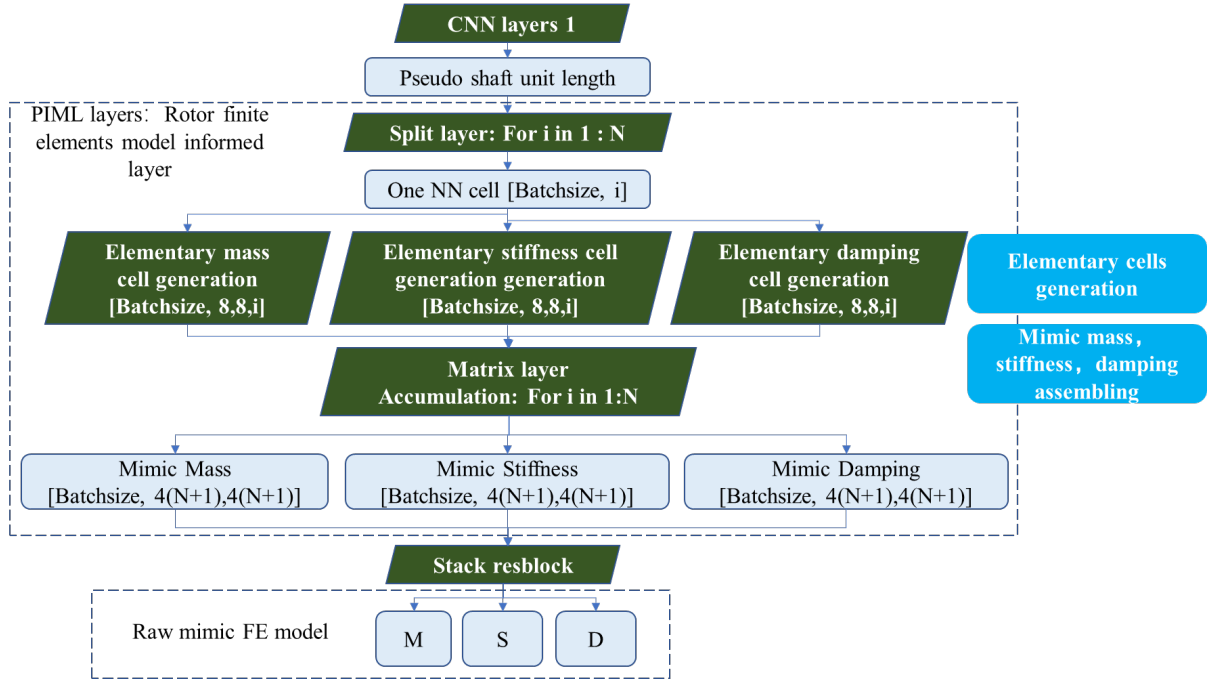 CNN layers 1
Pseudo shaft unit length
PIML layers： Rotor finite
elements model informed
layer
Split layer: For i in 1 : N
One NN cell [Batchsize, i]
Elementary mass
cell generation
[Batchsize, 8,8,i]
Elementary stiffness cell
generation generation
[Batchsize, 8,8,i]
Elementary damping
cell generation
[Batchsize, 8,8,i]
Elementary cells
generation
Matrix layer
Accumulation: For i in 1:N
Mimic mass，
stiffness， damping
assembling
Mimic Mass
[Batchsize, 4(N+1),4(N+1)]
Mimic Stiffness
[Batchsize, 4(N+1),4(N+1)]
Mimic Damping
[Batchsize, 4(N+1),4(N+1)]
Stack resblock
Raw mimic FE model
M
S
D